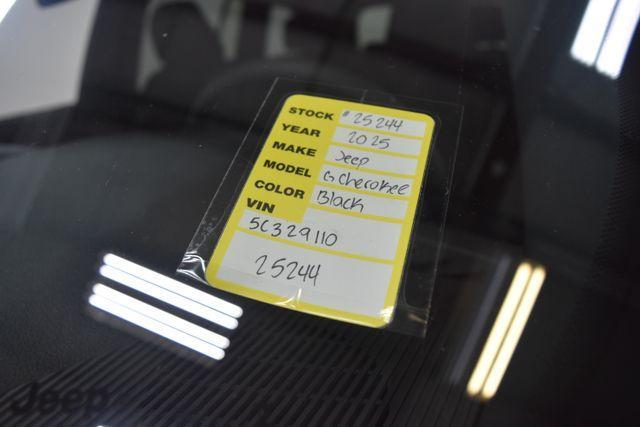 STOCK # 25244
YEAR 2025
MAKE Jeep
MODEL G Cherokee
COLOR Black
VIN
5C329110
25244
Jeep